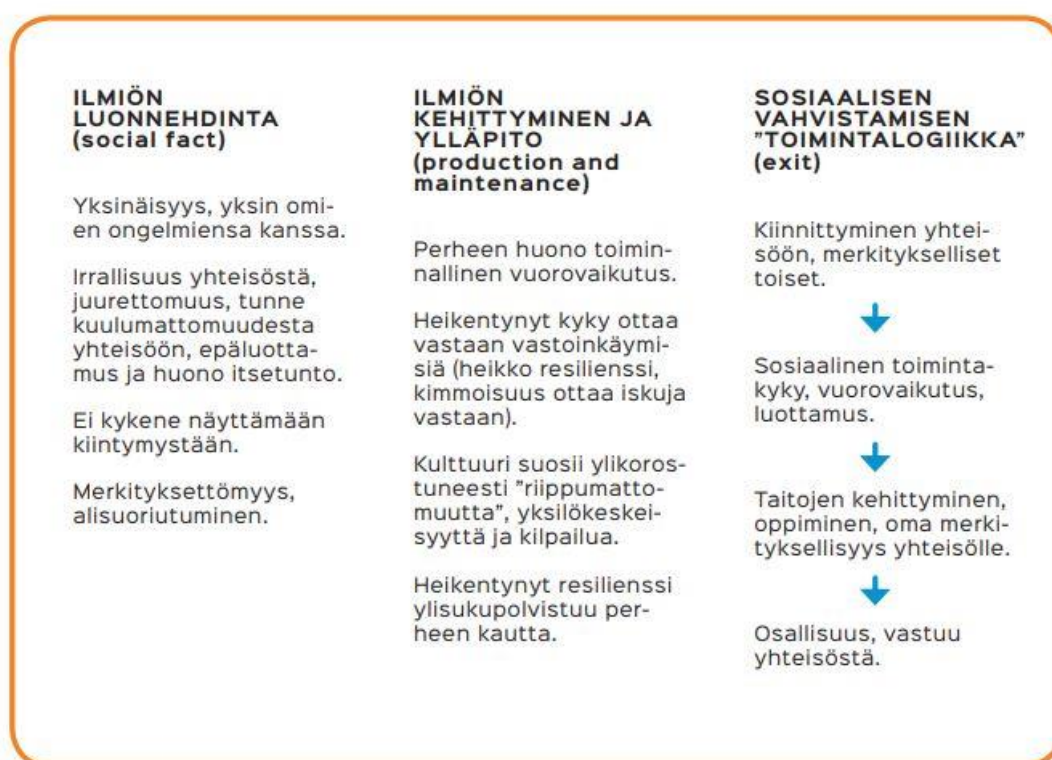 ILMIÖN
LUONNEHDINTA
(social fact)
Yksinäisyys, yksin omi-
en ongelmiensa kanssa.
Irrallisuus yhteisöstä,
juurettomuus, tunne
kuulumattomuudesta
yhteisöön, epäluotta-
mus ja huono itsetunto.
Ei kykene näyttämään
kiintymystään.
Merkityksettömyys,
alisuoriutuminen.
ILMIÖN
KEHITTYMINEN JA
YLLÄPITO
(production and
maintenance)
Perheen huono toimin-
nallinen vuorovaikutus.
Heikentynyt kyky ottaa
vastaan vastoinkäymi-
siä (heikko resilienssi,
kimmoisuus ottaa iskuja
vastaan).
Kulttuuri suosii ylikoros-
tuneesti "riippumatto-
muutta", yksilökeskei-
syyttä ja kilpailua.
Heikentynyt resilienssi
ylisukupolvistuu per-
heen kautta.
SOSIAALISEN
VAHVISTAMISEN
"TOIMINTALOGIIKKA"
(exit)
Kiinnittyminen yhtei-
söön, merkitykselliset
toiset.
Sosiaalinen toiminta-
kyky, vuorovaikutus,
luottamus.
Taitojen kehittyminen,
oppiminen, oma merki-
tyksellisyys yhteisölle.
Osallisuus, vastuu
yhteisöstä.